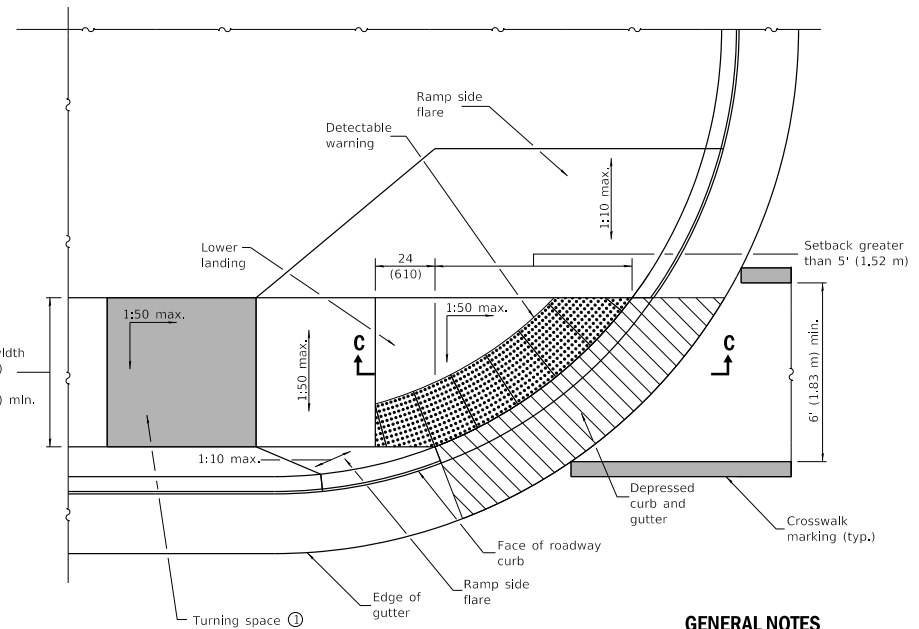 Ramp side
flare
Detectable
warning
1:10 max.
Lower
landing
24
(610)
Setback greater
than 5' (1.52 m)
1:50 max.
1:50 max.
C
C
1:50 max.
6' (1.83 m) min.
) min.
1:10 max.
Depressed
curb and
gutter
Crosswalk
marking (typ.)
Face of roadway
curb
Ramp side
flare
Edge of
gutter
Turning space ①
GENERAL NOTES